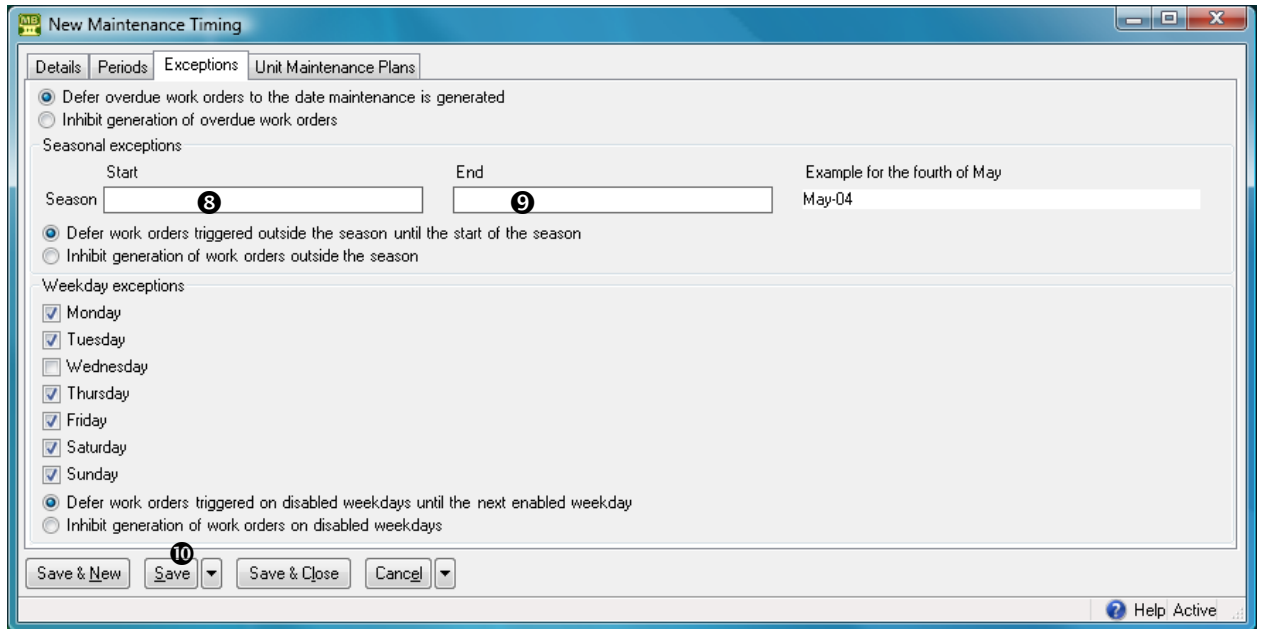 MB New Maintenance Timing
Details Periods Exceptions Unit Maintenance Plans
Defer overdue work orders to the date maintenance is generated
Inhibit generation of overdue work orders
Seasonal exceptions
Start End Example for the fourth of May
Season ❽ ❾ May-04
Defer work orders triggered outside the season until the start of the season
Inhibit generation of work orders outside the season
Weekday exceptions
Monday
Tuesday
Wednesday
Thursday
Friday
Saturday
Sunday
Defer work orders triggered on disabled weekdays until the next enabled weekday
Inhibit generation of work orders on disabled weekdays
❿
Save & New Save Save & Close Cancel
? Help Active